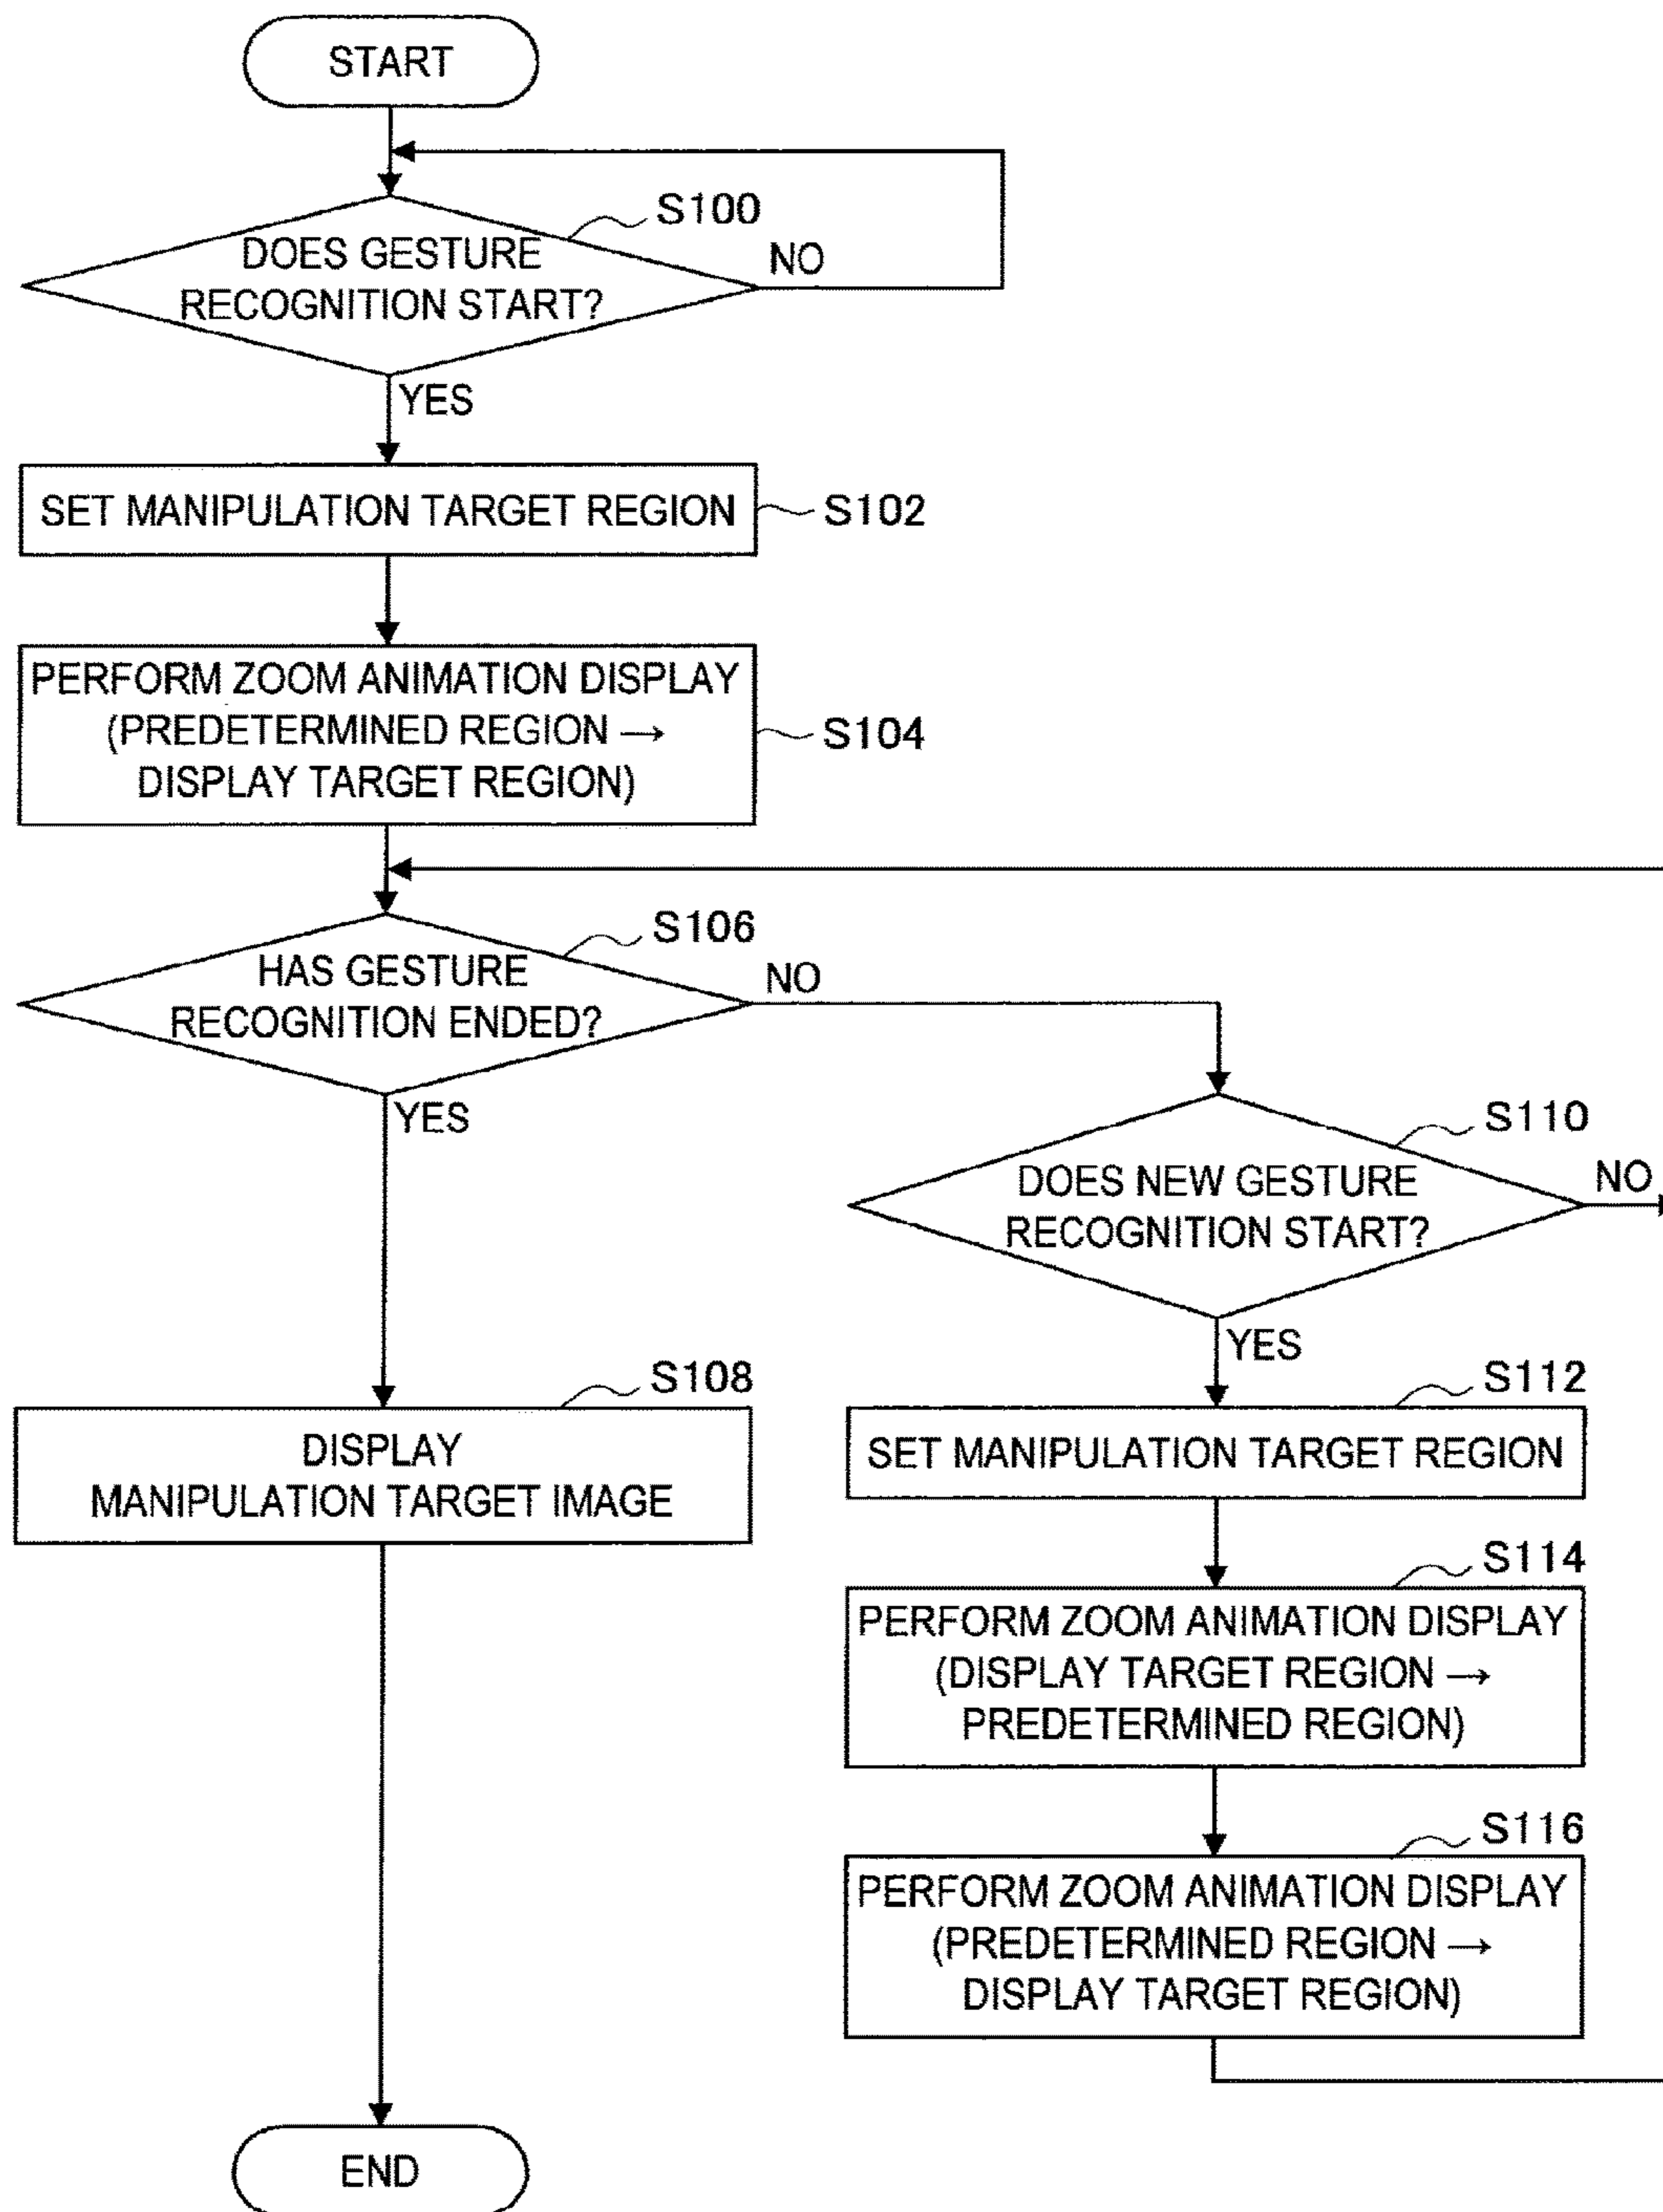 START
S100
DOES GESTURE
RECOGNITION START?
NO
YES
SET MANIPULATION TARGET REGION
S102
PERFORM ZOOM ANIMATION DISPLAY
(PREDETERMINED REGION →
DISPLAY TARGET REGION)
S104
S106
HAS GESTURE
RECOGNITION ENDED?
NO
YES
S110
DOES NEW GESTURE
RECOGNITION START?
NO
YES
S108
DISPLAY
MANIPULATION TARGET IMAGE
S112
SET MANIPULATION TARGET REGION
S114
PERFORM ZOOM ANIMATION DISPLAY
(DISPLAY TARGET REGION →
PREDETERMINED REGION)
S116
PERFORM ZOOM ANIMATION DISPLAY
(PREDETERMINED REGION →
DISPLAY TARGET REGION)
END